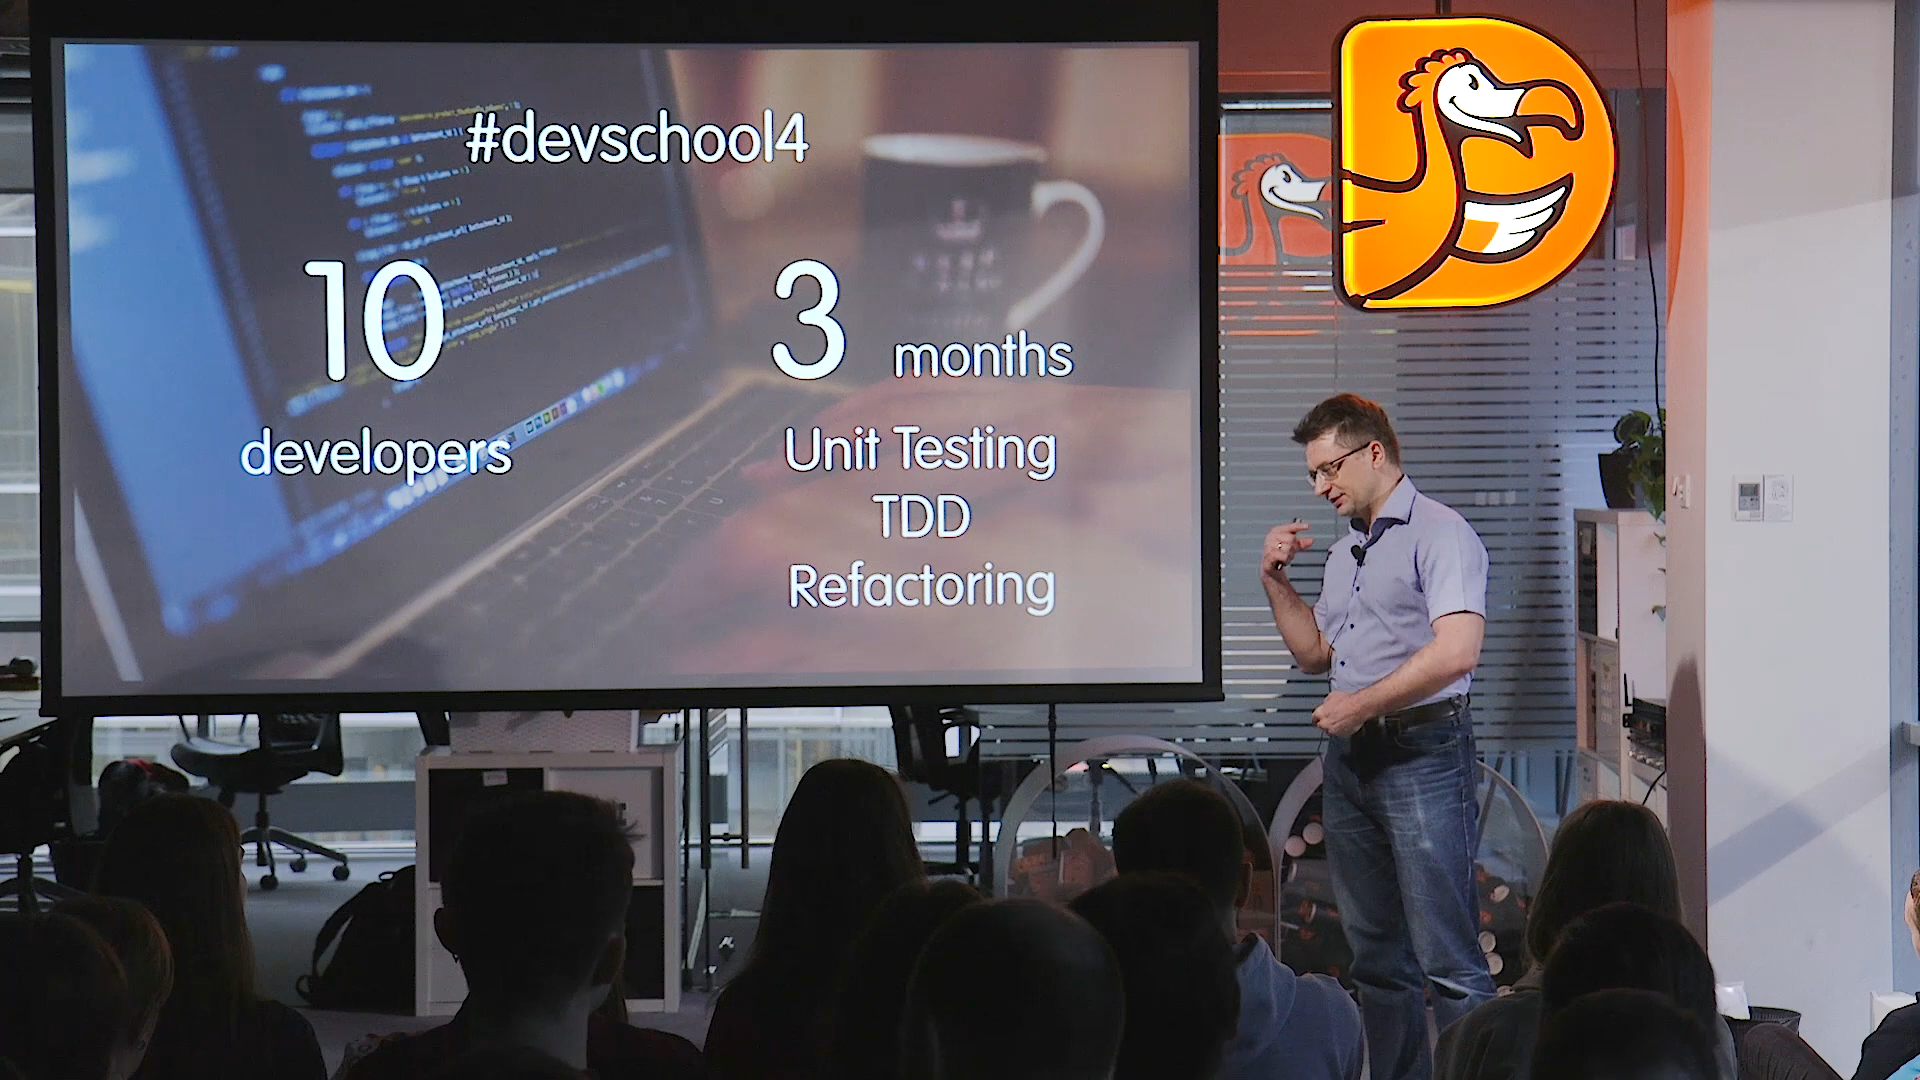 #devschool4
10
developers
3 months
Unit Testing
TDD
Refactoring